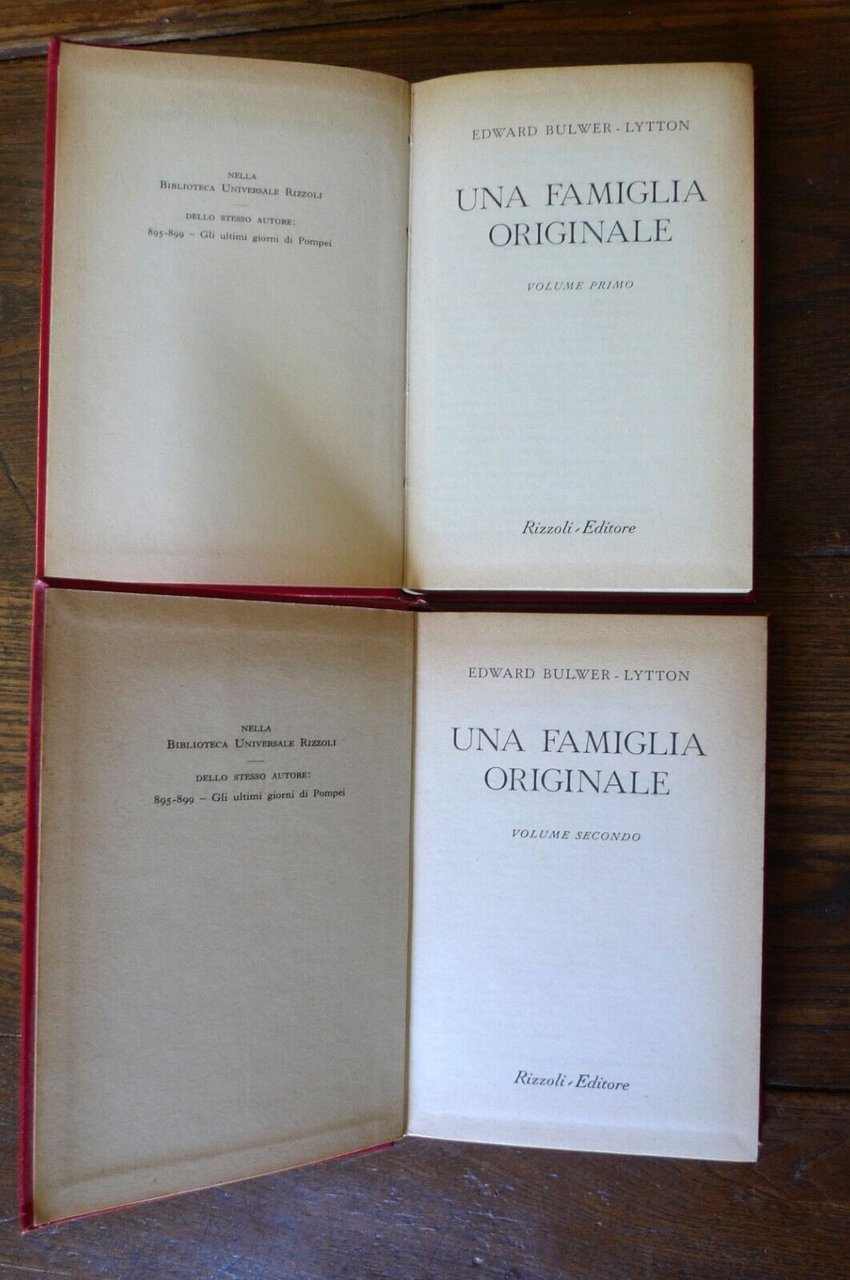 NELLA
BIBLIOTECA UNIVERSALE RIZZOLI
DELLO STESSO AUTORE:
895-899 – Gli ultimi giorni di Pompei
EDWARD BULWER - LYTTON
UNA FAMIGLIA
ORIGINALE
VOLUME PRIMO
Rizzoli - Editore
NELLA
BIBLIOTECA UNIVERSALE RIZZOLI
DELLO STESSO AUTORE:
895-899 – Gli ultimi giorni di Pompei
EDWARD BULWER - LYTTON
UNA FAMIGLIA
ORIGINALE
VOLUME SECONDO
Rizzoli - Editore